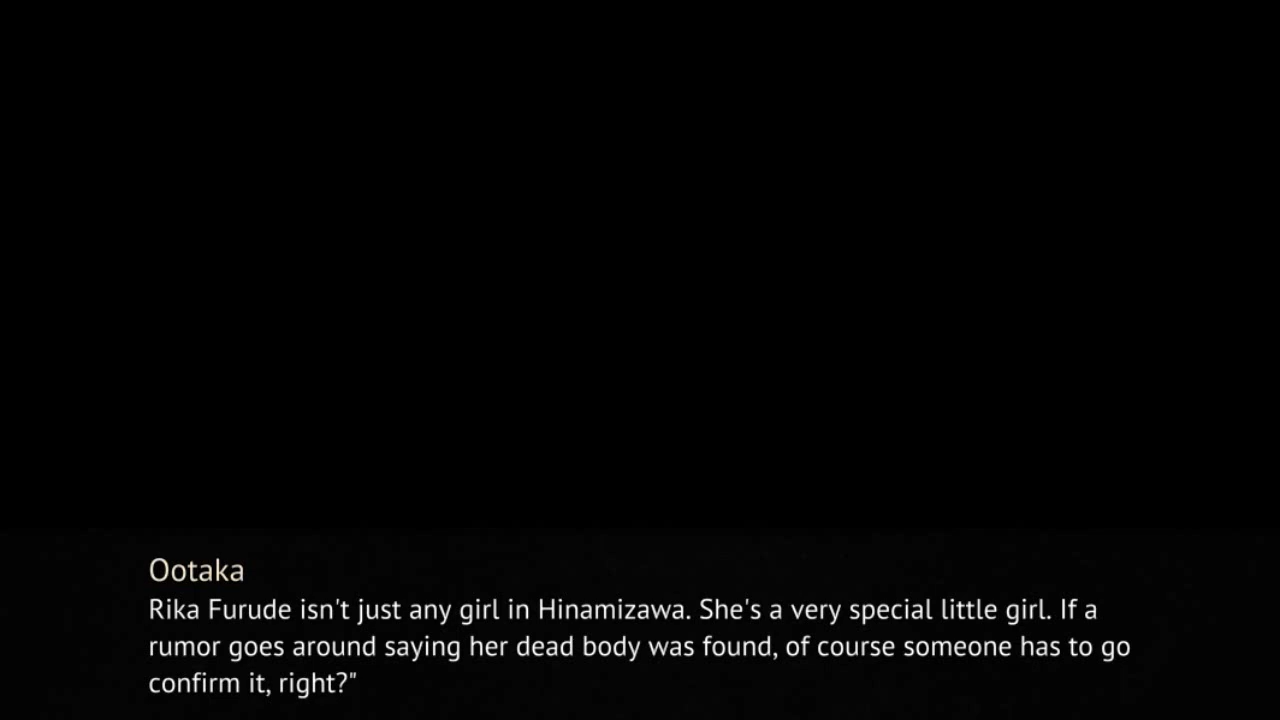 Ootaka
Rika Furude isn't just any girl in Hinamizawa. She's a very special little girl. If a
rumor goes around saying her dead body was found, of course someone has to go
confirm it, right?"